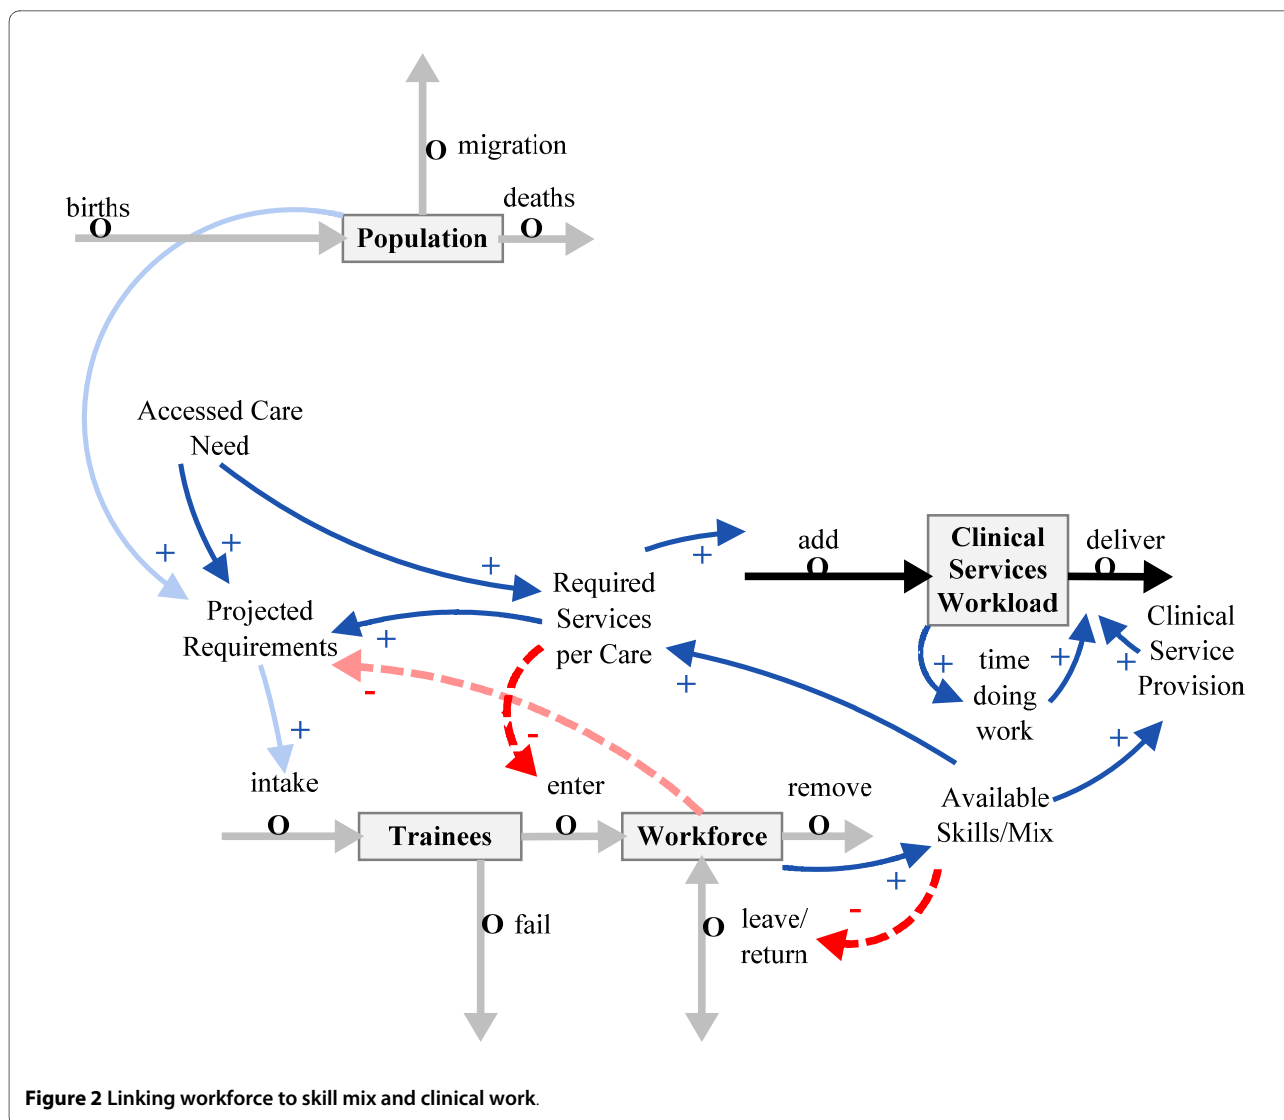 migration
births
deaths
Population
Accessed Care
Need
Projected
Requirements
Required
Services
per Care
add
Clinical
Services
Workload
deliver
Clinical
Service
Provision
time
doing
work
intake
enter
remove
Available
Skills/Mix
Trainees
Workforce
fail
leave/
return
Figure 2 Linking workforce to skill mix and clinical work.